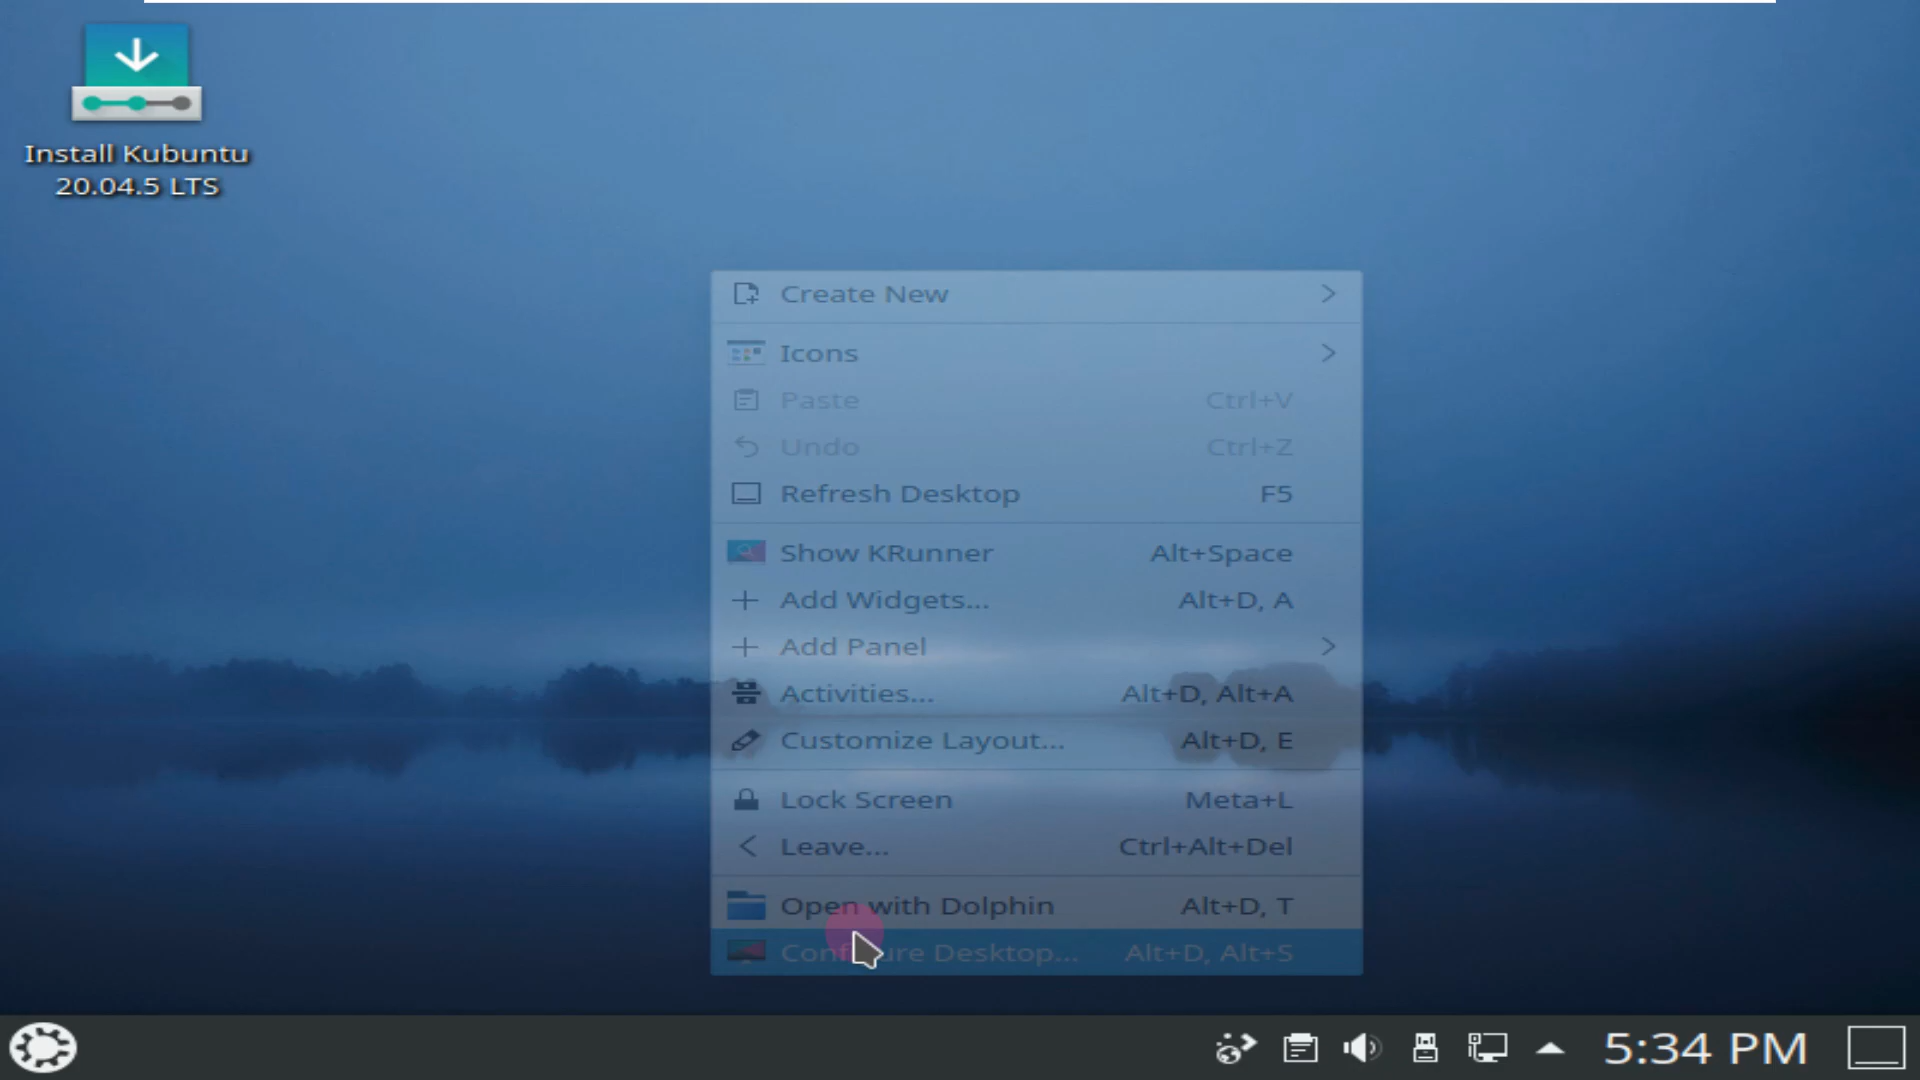 Install Kubuntu
20.04.5 LTS
Create New
Icons
Paste Ctrl+V
Undo Ctrl+Z
Refresh Desktop F5
Show KRunner Alt+Space
Add Widgets... Alt+D, A
Add Panel
Activities... Alt+D, Alt+A
Customize Layout... Alt+D, E
Lock Screen Meta+L
Leave... Ctrl+Alt+Del
Open with Dolphin Alt+D, T
Configure Desktop... Alt+D, Alt+S
5:34 PM